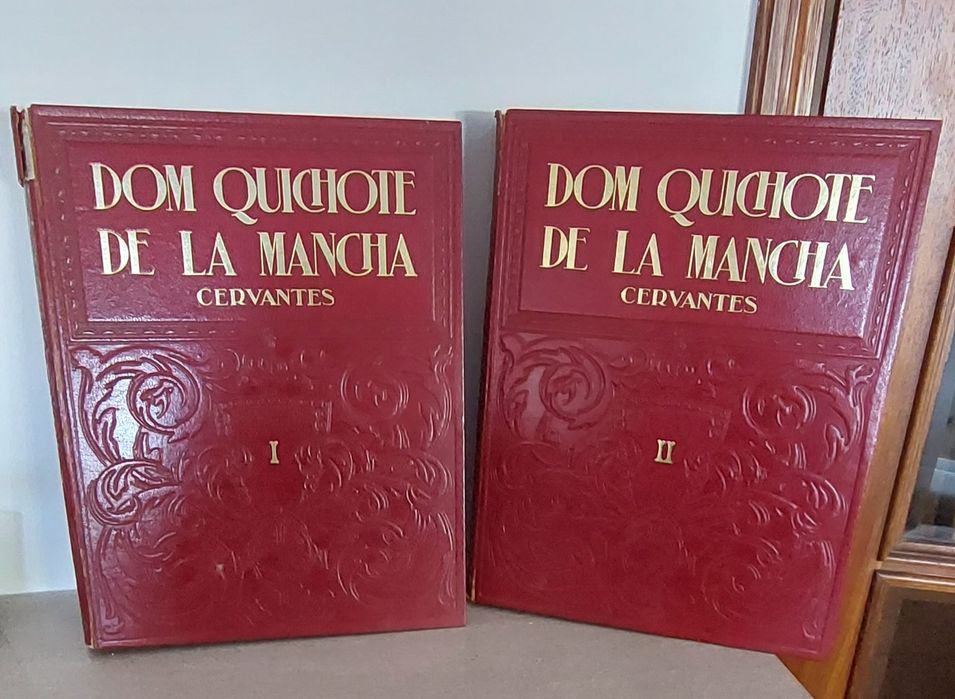 DOM QUICHOTE
DE LA MANCHA
CERVANTES
I
DOM QUICHOTE
DE LA MANCHA
CERVANTES
II